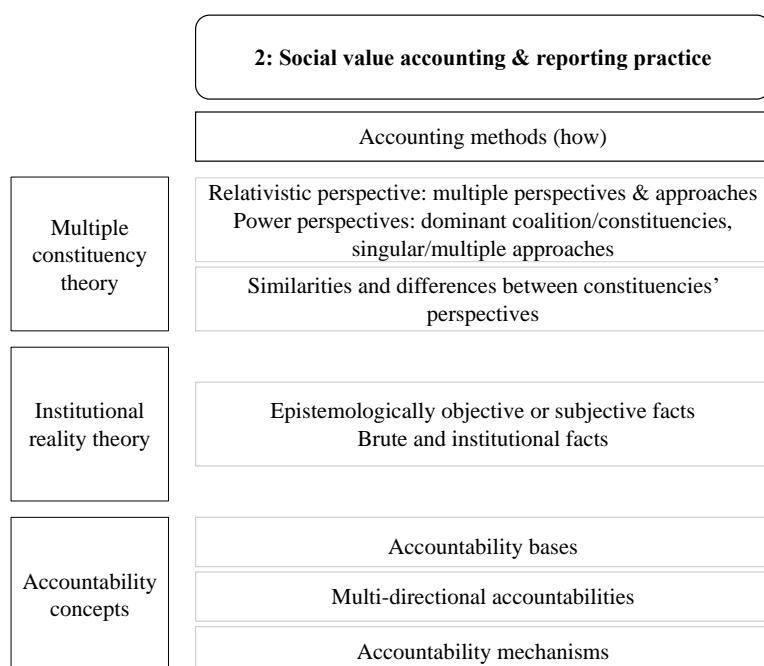 2: Social value accounting & reporting practice
Accounting methods (how)
Multiple
constituency
theory
Relativistic perspective: multiple perspectives & approaches
Power perspectives: dominant coalition/constituencies,
singular/multiple approaches
Similarities and differences between constituencies’
perspectives
Institutional
reality theory
Epistemologically objective or subjective facts
Brute and institutional facts
Accountability
concepts
Accountability bases
Multi-directional accountabilities
Accountability mechanisms